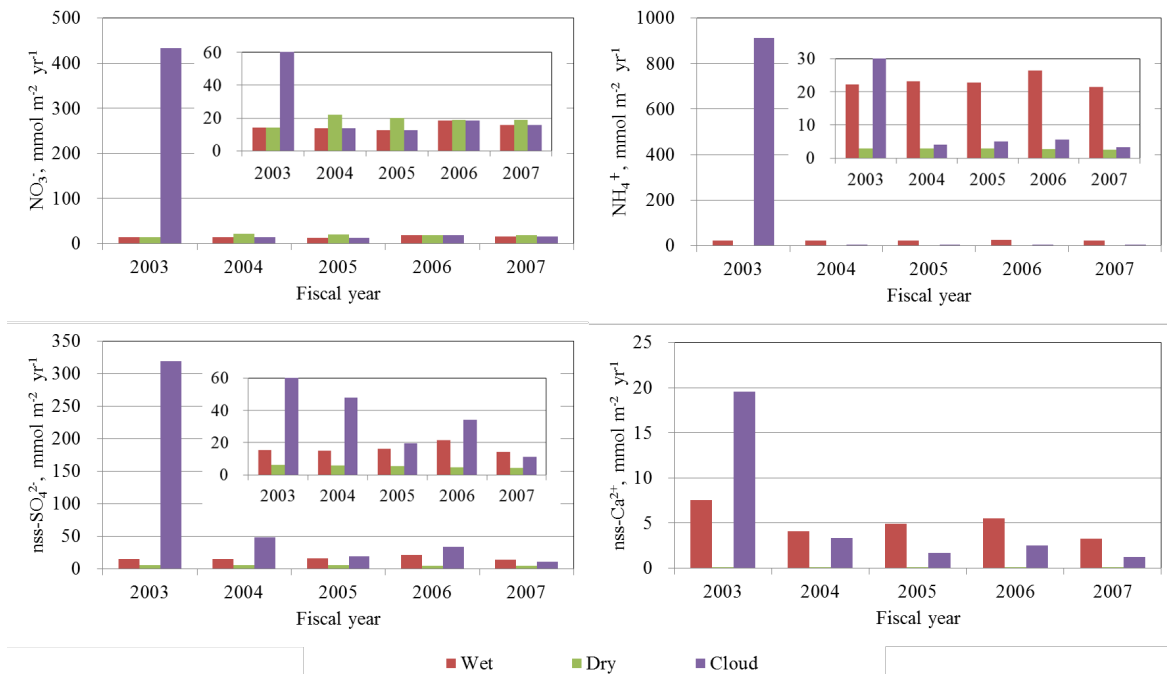 500
450
400
350
300
250
200
150
100
50
0
NO₃⁻, mmol m⁻² yr⁻¹
60
40
20
0
2003 2004 2005 2006 2007
2003 2004 2005 2006 2007
Fiscal year
1000
800
600
400
200
0
NH₄⁺, mmol m⁻² yr⁻¹
30
20
10
0
2003 2004 2005 2006 2007
2003 2004 2005 2006 2007
Fiscal year
350
300
250
200
150
100
50
0
nss-SO₄²⁻, mmol m⁻² yr⁻¹
60
40
20
0
2003 2004 2005 2006 2007
2003 2004 2005 2006 2007
Fiscal year
25
20
15
10
5
0
nss-Ca²⁺, mmol m⁻² yr⁻¹
2003 2004 2005 2006 2007
Fiscal year
Wet Dry Cloud